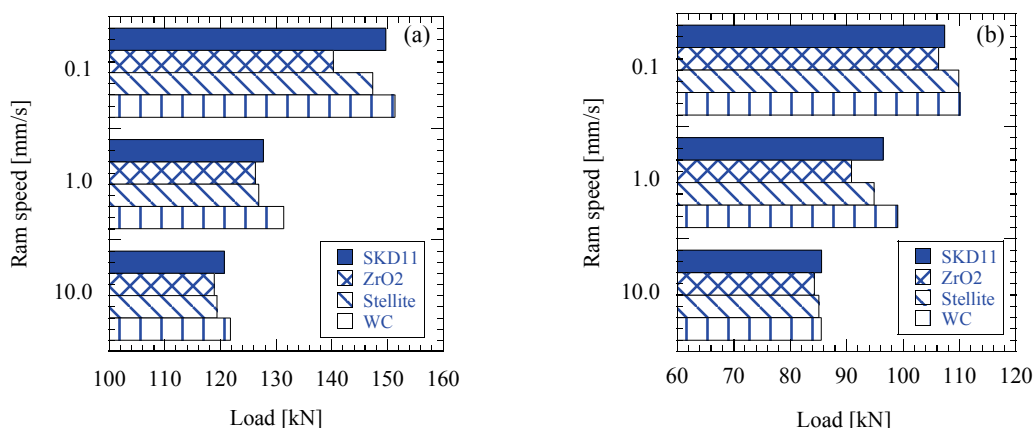 (a)
Ram speed [mm/s]
0.1
1.0
10.0
SKD11
ZrO2
Stellite
WC
100 110 120 130 140 150 160
Load [kN]
(b)
Ram speed [mm/s]
0.1
1.0
10.0
SKD11
ZrO2
Stellite
WC
60 70 80 90 100 110 120
Load [kN]